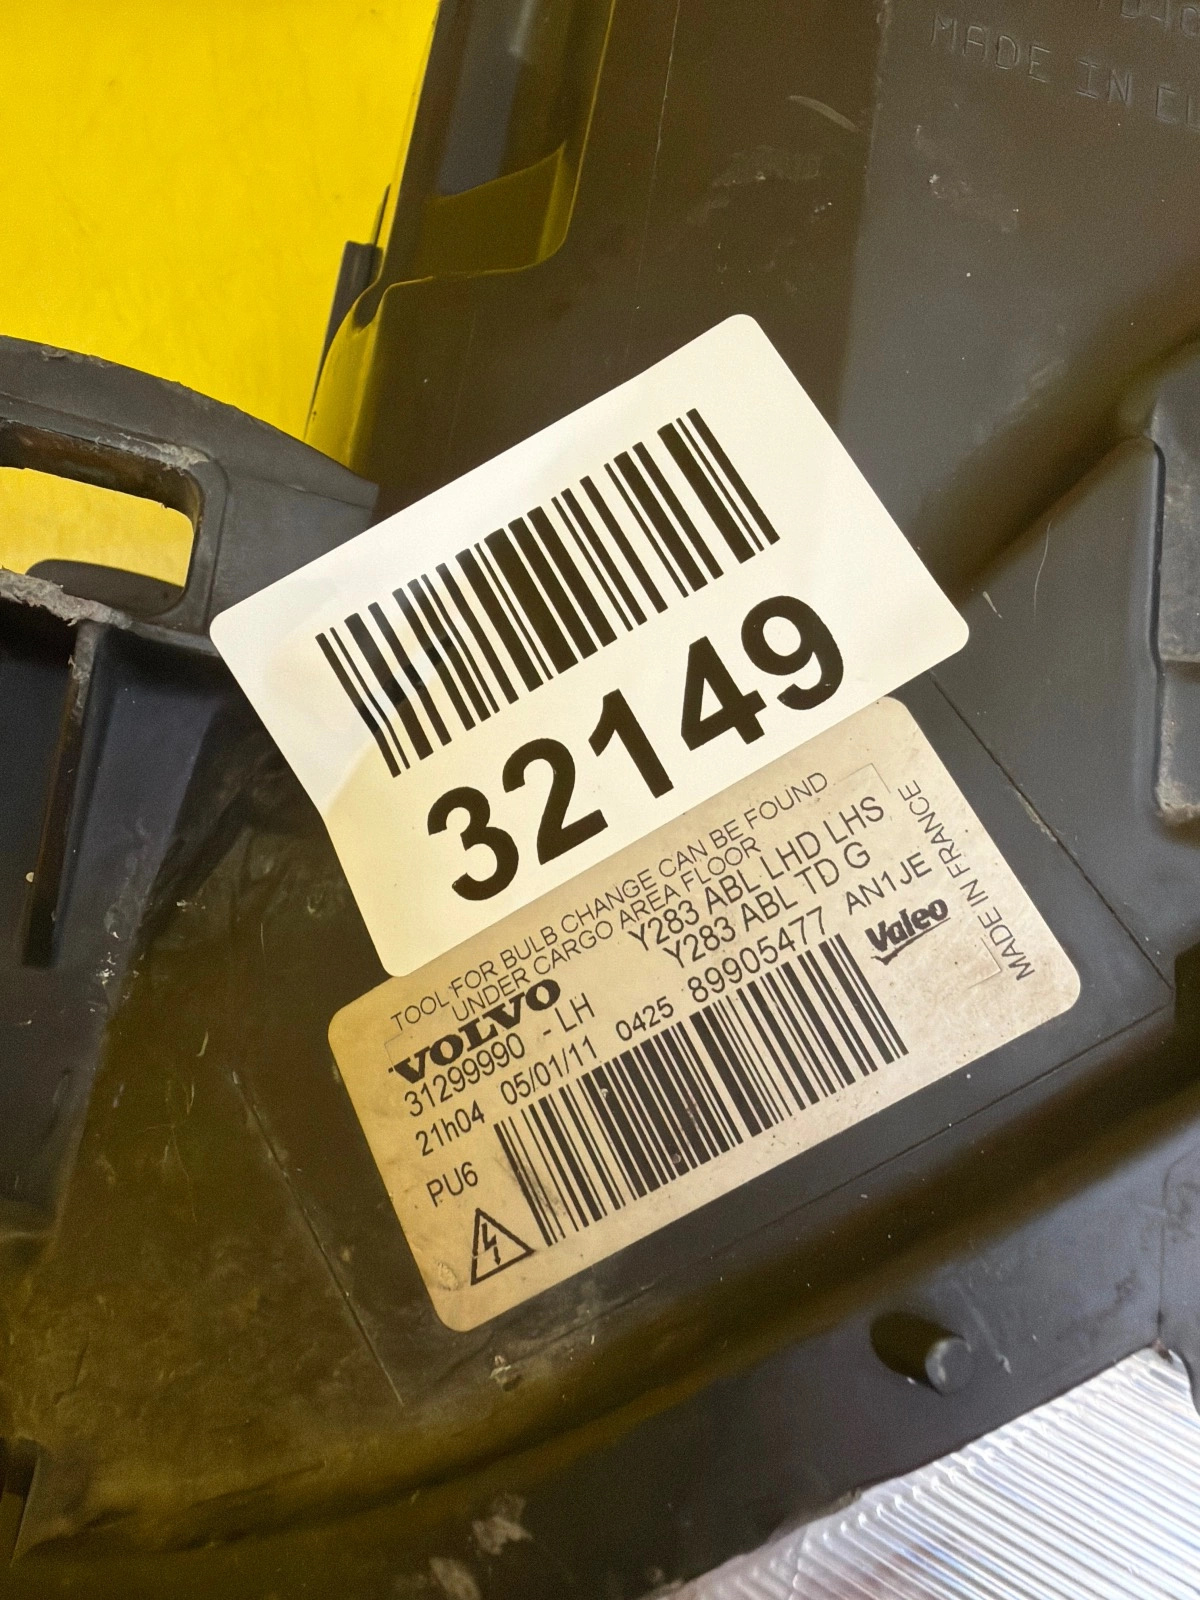 MADE IN
32149
TOOL FOR BULB CHANGE CAN BE FOUND
UNDER CARGO AREA FLOOR
VOLVO
Y283 ABL LHD LHS
31299990 -LH
Y283 ABL TD G
21h04 05/01/11 0425 89905477 AN1JE
PU6
Valeo
MADE IN FRANCE